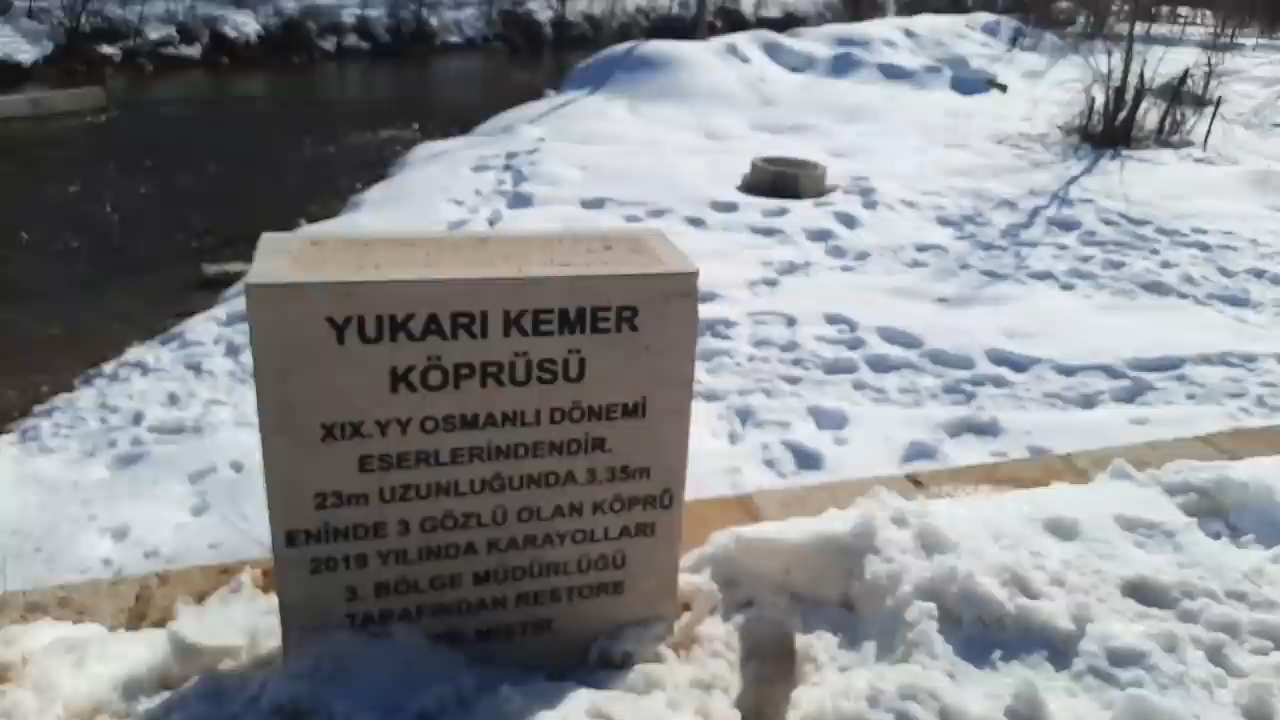 YUKARI KEMER
KÖPRÜSÜ
XIX.YY OSMANLI DÖNEMİ
ESERLERİNDENDİR.
23m UZUNLUĞUNDA 3,35m
ENİNDE 3 GÖZLÜ OLAN KÖPRÜ
2019 YILINDA KARAYOLLARI
3. BÖLGE MÜDÜRLÜĞÜ
TARAFINDAN RESTORE